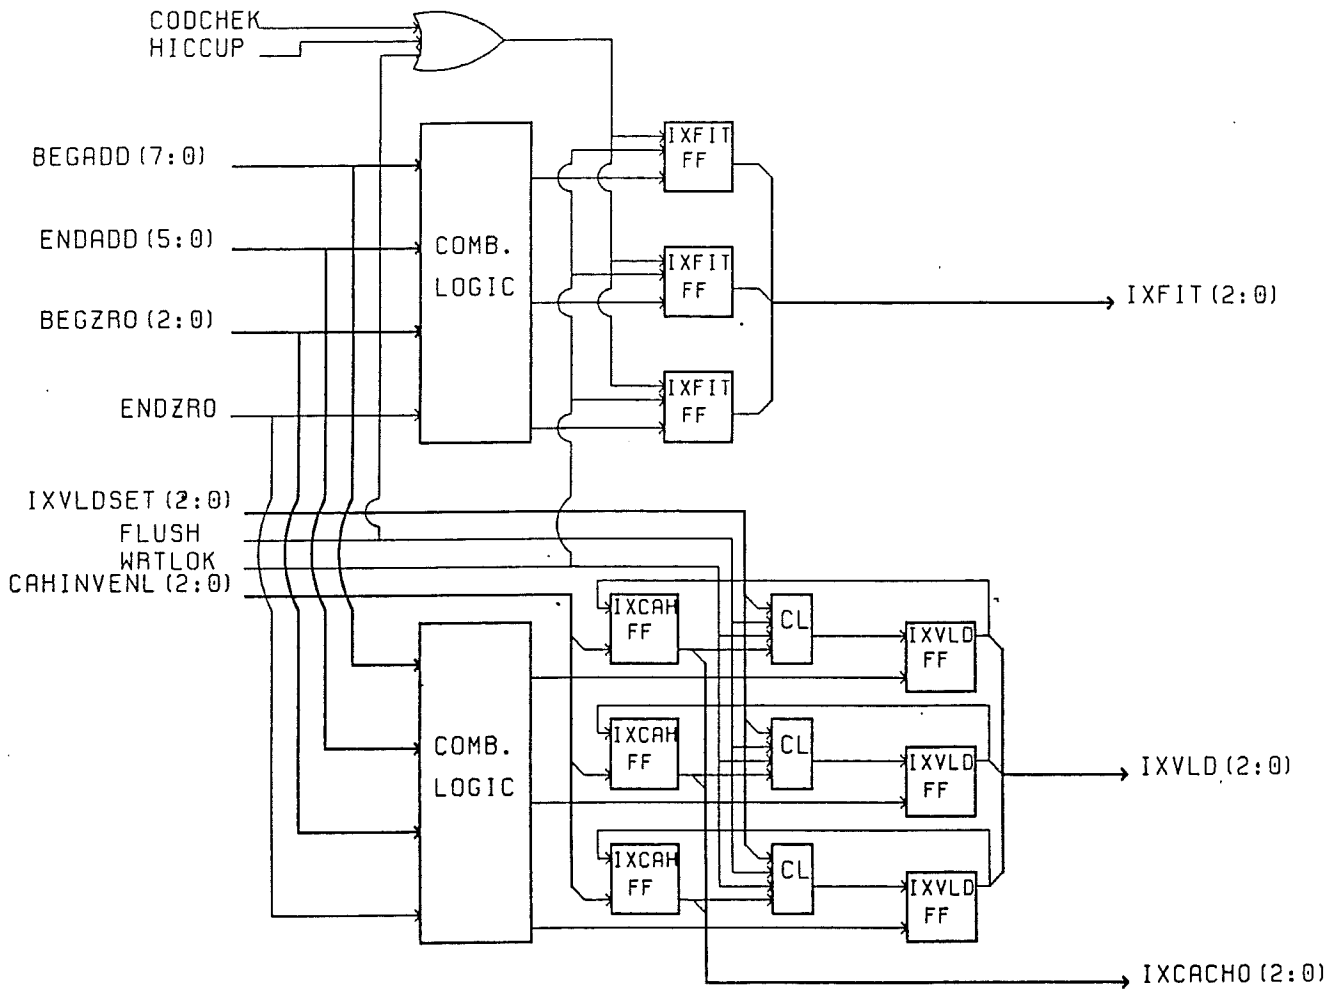 CODCHEK
HICCUP
BEGADD(7:0)
ENDADD(5:0)
BEGZRO(2:0)
ENDZRO
COMB.
LOGIC
IXFIT
FF
IXFIT
FF
IXFIT
FF
IXFIT(2:0)
IXVLDSET(2:0)
FLUSH
WRTLOK
CAHINVENL(2:0)
COMB.
LOGIC
IXCAH
FF
CL
IXVLD
FF
IXCAH
FF
CL
IXVLD
FF
IXCAH
FF
CL
IXVLD
FF
IXVLD(2:0)
IXCACHO(2:0)